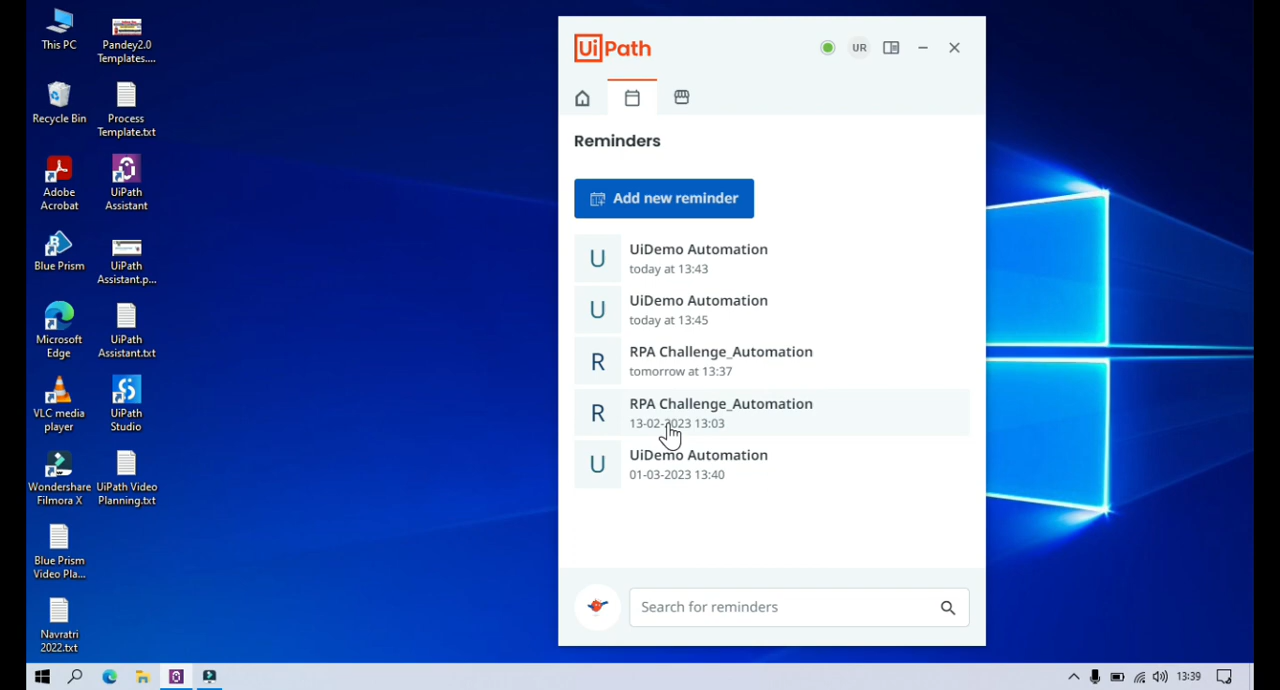 This PC
Pandey2.0
Templates....
Recycle Bin
Process
Template.txt
Adobe
Acrobat
UiPath
Assistant
Blue Prism
UiPath
Assistant.p...
Microsoft
Edge
UiPath
Assistant.txt
VLC media
player
UiPath
Studio
Wondershare
Filmora X
UiPath Video
Planning.txt
Blue Prism
Video Pla...
Navratri
2022.txt
UiPath
UR
Reminders
Add new reminder
U
UiDemo Automation
today at 13:43
U
UiDemo Automation
today at 13:45
R
RPA Challenge_Automation
tomorrow at 13:37
R
RPA Challenge_Automation
13-02-2023 13:03
U
UiDemo Automation
01-03-2023 13:40
Search for reminders
13:39